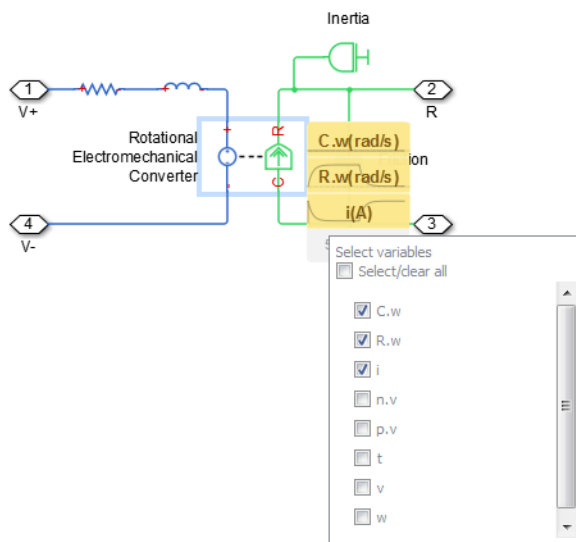 Inertia
1
2
V+
R
Rotational
Electromechanical
Converter
+
R
C
-
C.w(rad/s)
R.w(rad/s)
i(A)
4
3
V-
Select variables
Select/clear all
C.w
R.w
i
n.v
p.v
t
v
w